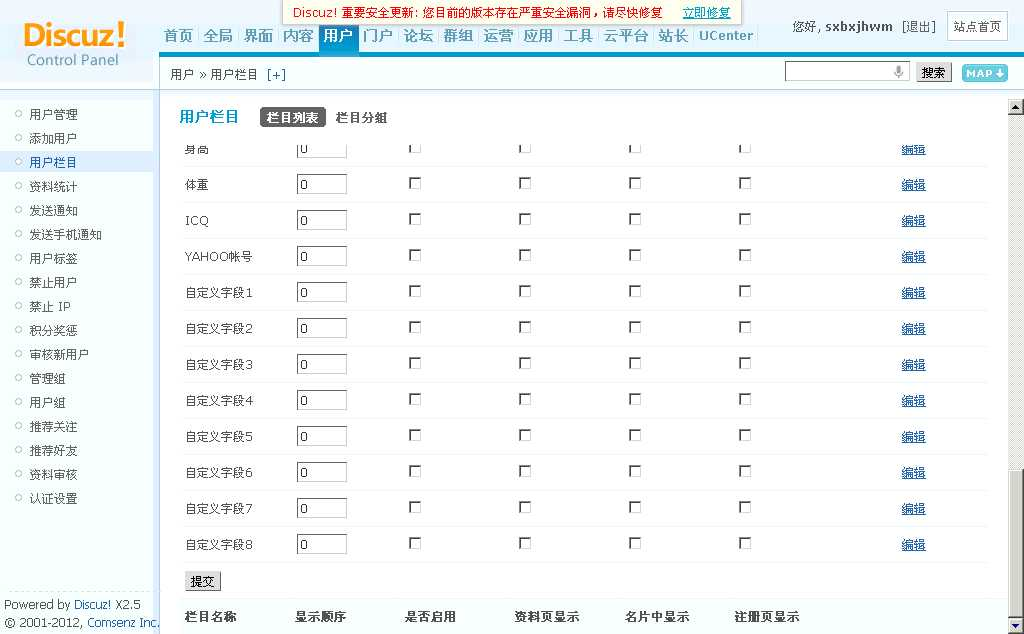 Discuz! 重要安全更新: 您目前的版本存在严重安全漏洞，请尽快修复 立即修复
Discuz!
Control Panel
首页 全局 界面 内容 用户 门户 论坛 群组 运营 应用 工具 云平台 站长 UCenter
您好, sxbxjhwm [退出] 站点首页
用户 » 用户栏目 [+] 搜索 MAP
用户管理
添加用户
用户栏目
资料统计
发送通知
发送手机通知
用户标签
禁止用户
禁止 IP
积分奖惩
审核新用户
管理组
用户组
推荐关注
推荐好友
资料审核
认证设置
Powered by Discuz! X2.5
© 2001-2012, Comsenz Inc.
用户栏目 栏目列表 栏目分组
身高 0 编辑
体重 0 编辑
ICQ 0 编辑
YAHOO帐号 0 编辑
自定义字段1 0 编辑
自定义字段2 0 编辑
自定义字段3 0 编辑
自定义字段4 0 编辑
自定义字段5 0 编辑
自定义字段6 0 编辑
自定义字段7 0 编辑
自定义字段8 0 编辑
提交
栏目名称 显示顺序 是否启用 资料页显示 名片中显示 注册页显示